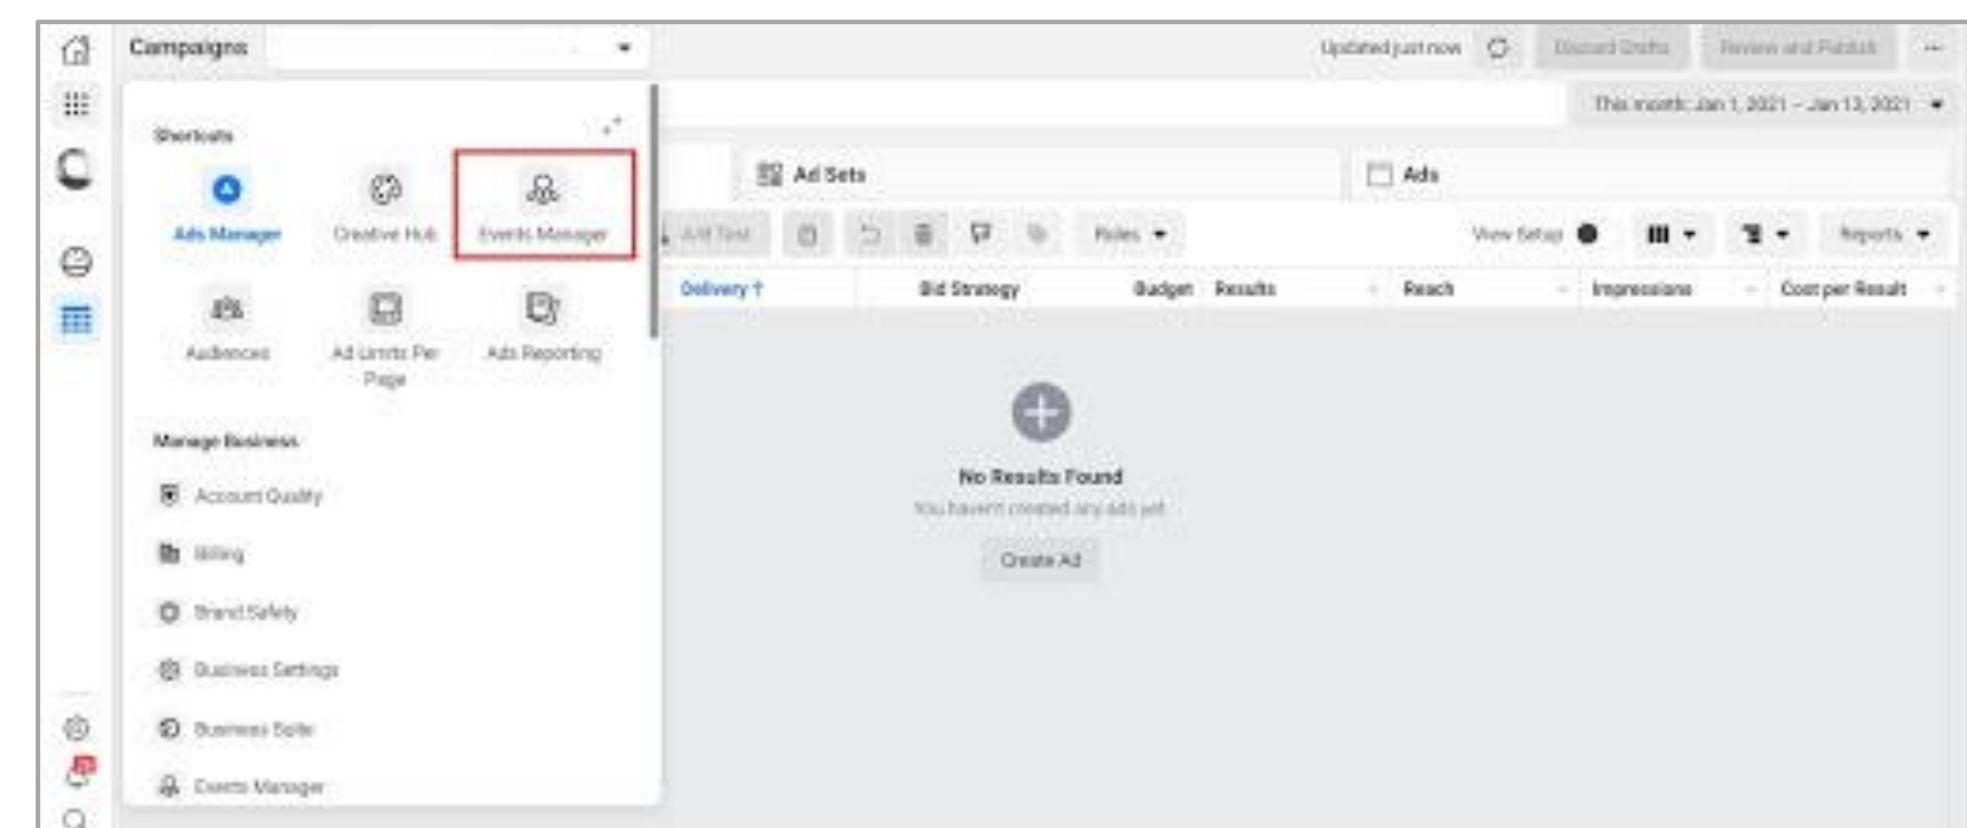 Campaigns
Updated just now
Discard Drafts
Review and Publish
This month: Jan 1, 2021 – Jan 13, 2021
Shortcuts
Ads Manager
Creative Hub
Events Manager
Audiences
Ad Limits Per
Page
Ads Reporting
Manage Business
Account Quality
Billing
Brand Safety
Business Settings
Business Suite
Events Manager
Ad Sets
Ads
Rules
View Setup
Reports
Delivery ↑
Bid Strategy
Budget
Results
Reach
Impressions
Cost per Result
No Results Found
You haven't created any ads yet
Create Ad